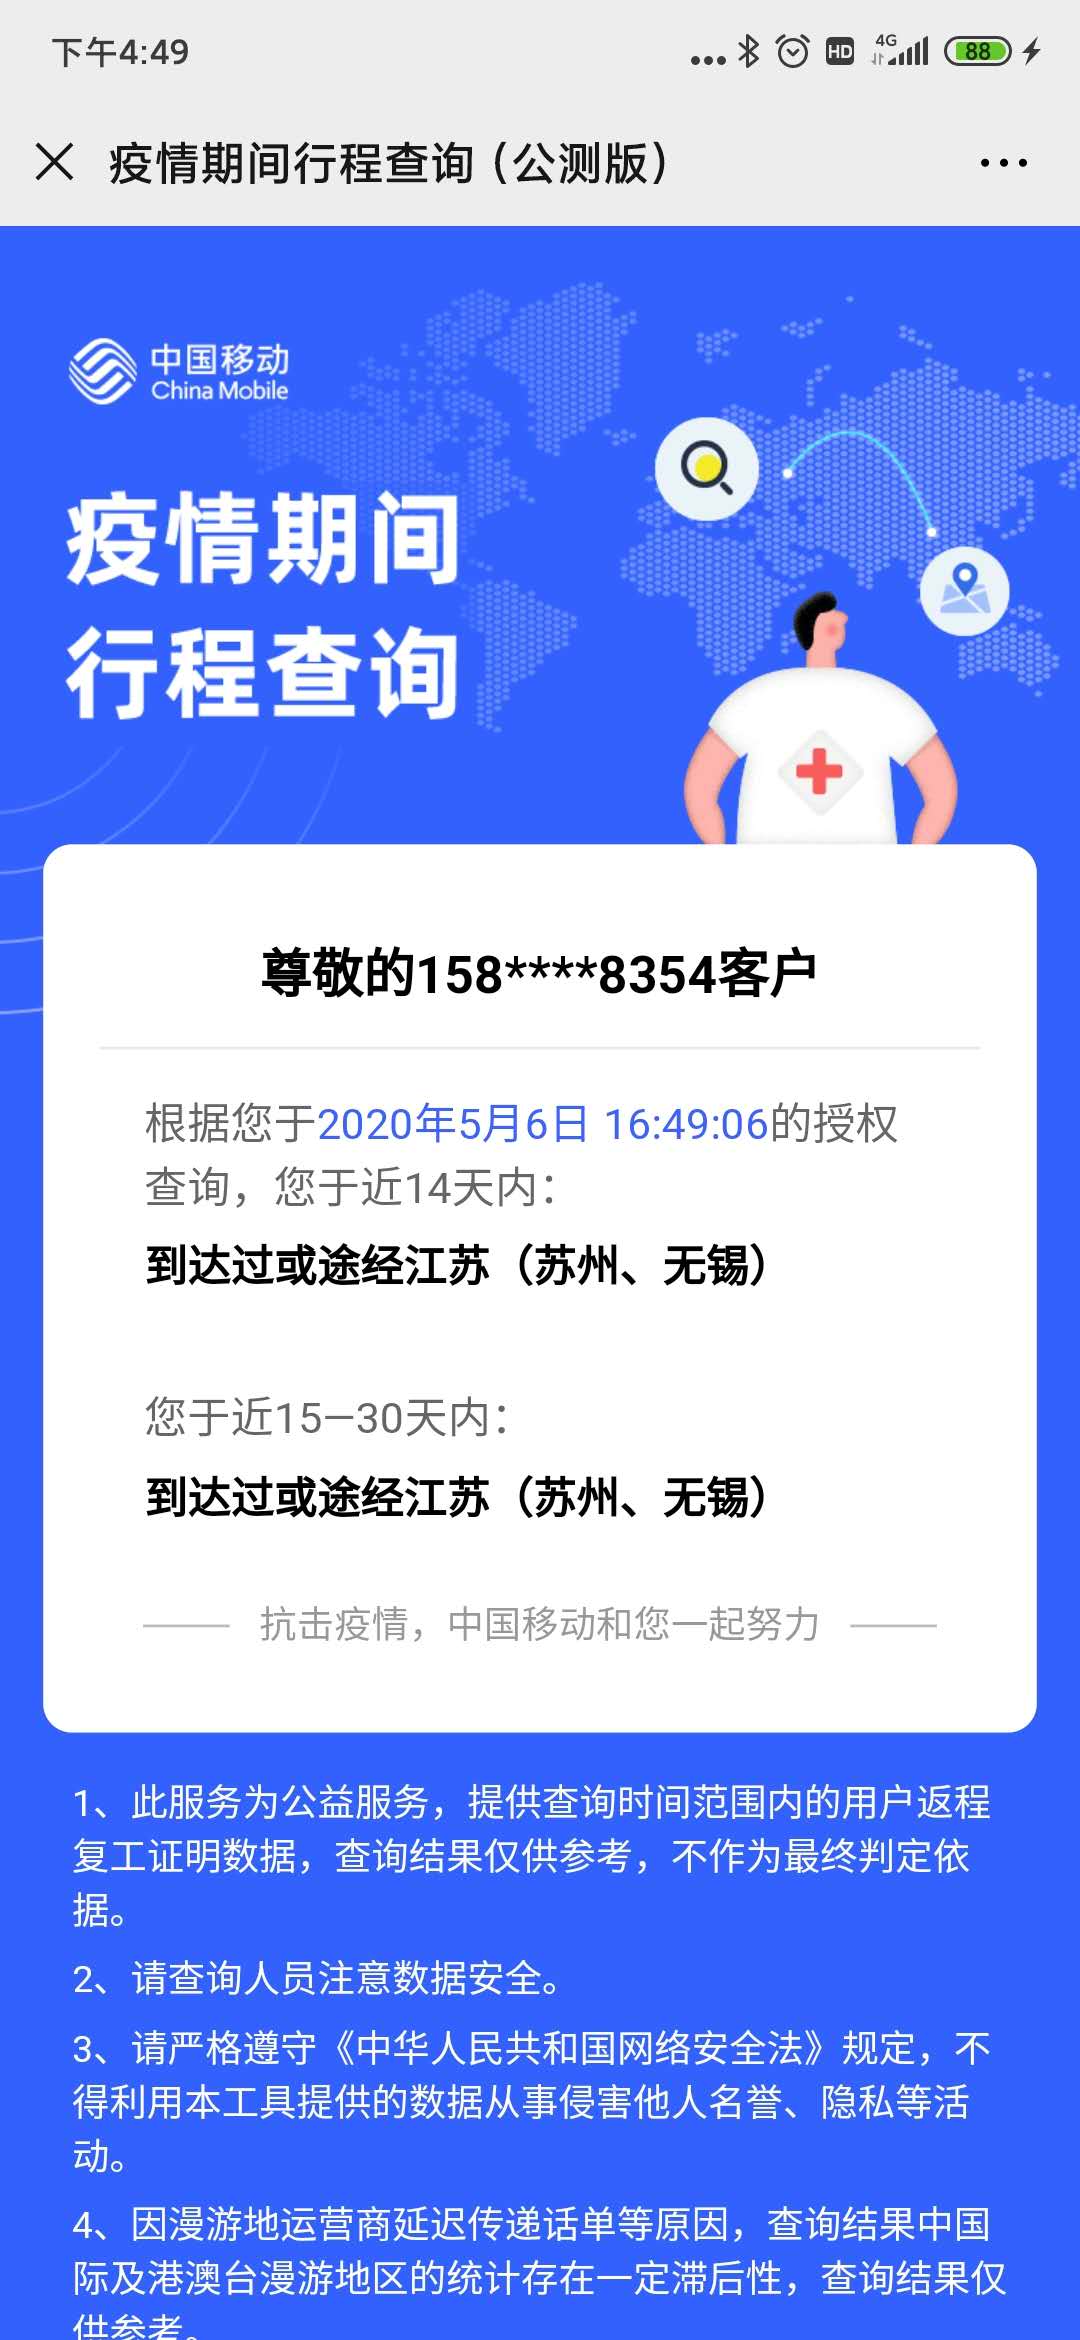 下午4:49
HD
4G
88
疫情期间行程查询（公测版）
中国移动
China Mobile
疫情期间
行程查询
尊敬的158****8354客户
根据您于2020年5月6日 16:49:06的授权
查询，您于近14天内：
到达过或途经江苏（苏州、无锡）
您于近15—30天内：
到达过或途经江苏（苏州、无锡）
抗击疫情，中国移动和您一起努力
1、此服务为公益服务，提供查询时间范围内的用户返程
复工证明数据，查询结果仅供参考，不作为最终判定依
据。
2、请查询人员注意数据安全。
3、请严格遵守《中华人民共和国网络安全法》规定，不
得利用本工具提供的数据从事侵害他人名誉、隐私等活
动。
4、因漫游地运营商延迟传递话单等原因，查询结果中国
际及港澳台漫游地区的统计存在一定滞后性，查询结果仅
供参考。